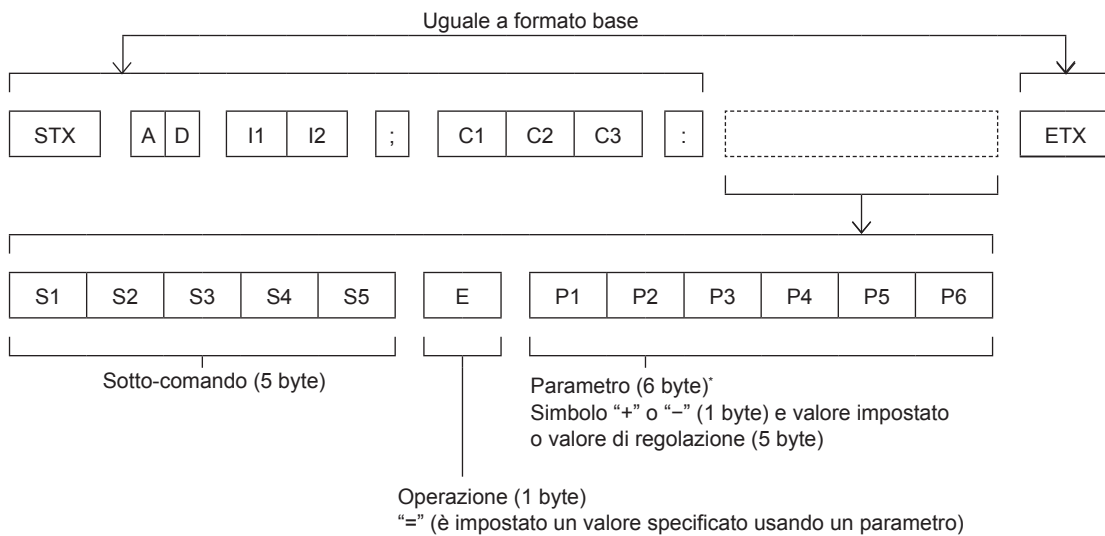 Uguale a formato base
STX A D I1 I2 ; C1 C2 C3 : ETX
S1 S2 S3 S4 S5 E P1 P2 P3 P4 P5 P6
Sotto-comando (5 byte)
Parametro (6 byte)*
Simbolo “+” o “−” (1 byte) e valore impostato
o valore di regolazione (5 byte)
Operazione (1 byte)
“=” (è impostato un valore specificato usando un parametro)